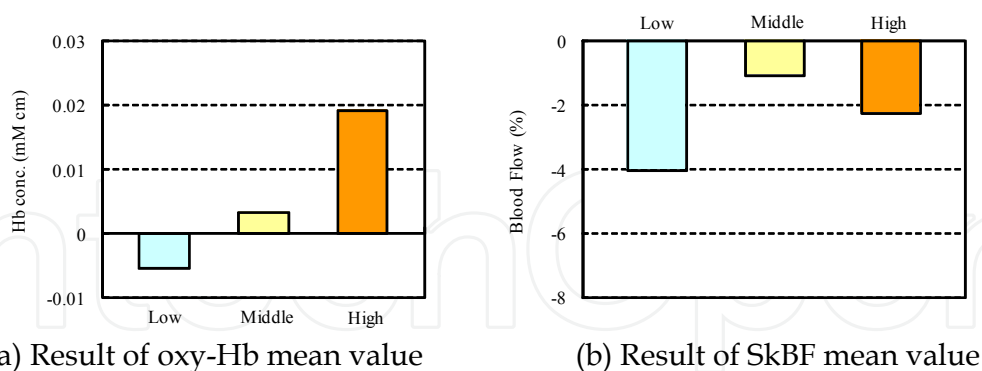 0.03
0.02
0.01
0
-0.01
Hb conc. (mM cm)
Low Middle High
a) Result of oxy-Hb mean value
Low Middle High
0
-2
-4
-6
-8
Blood Flow (%)
(b) Result of SkBF mean value